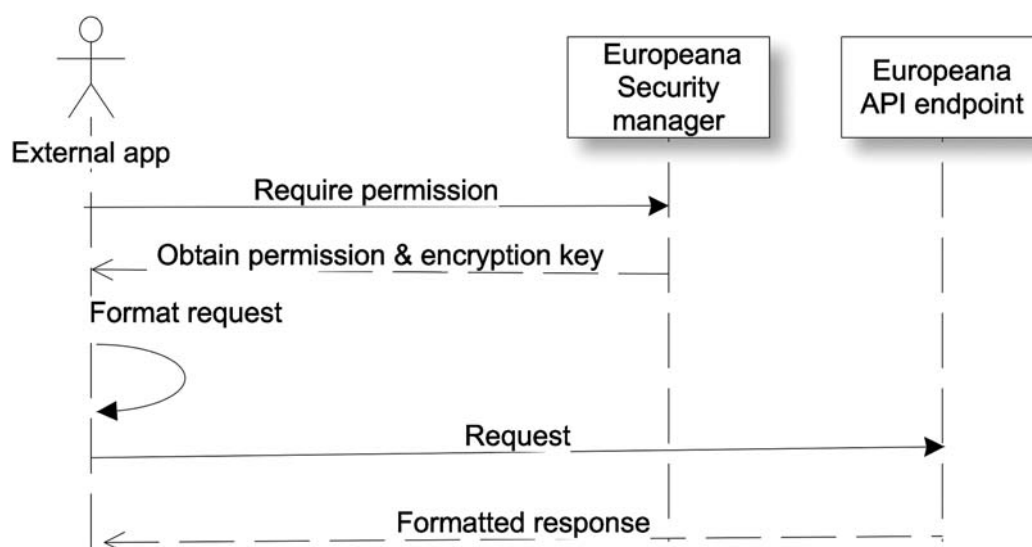 Europeana
Security
manager
Europeana
API endpoint
External app
Require permission
Obtain permission & encryption key
Format request
Request
Formatted response